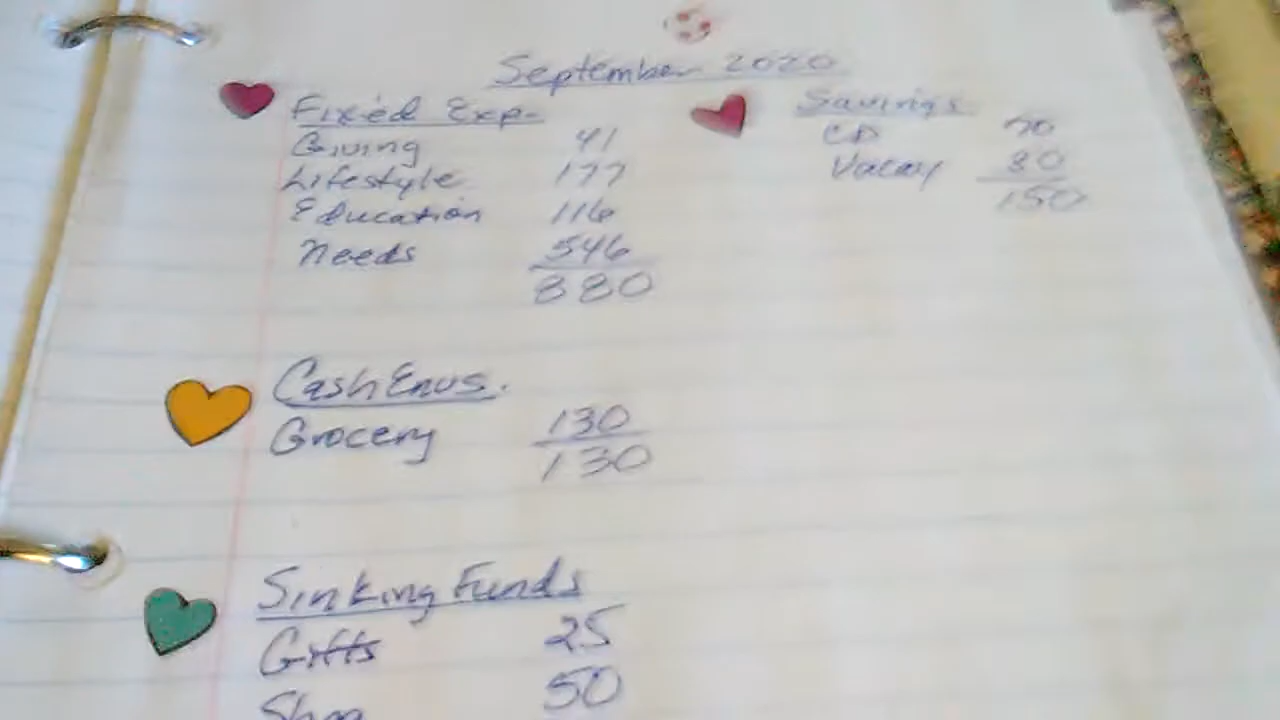 September 2020
Fixed Exp.
Giving 41
Lifestyle 177
Education 116
Needs 546
880
Savings
CD 70
Vacay 80
150
Cash Envs.
Grocery 130
130
Sinking Funds
Gifts 25
50